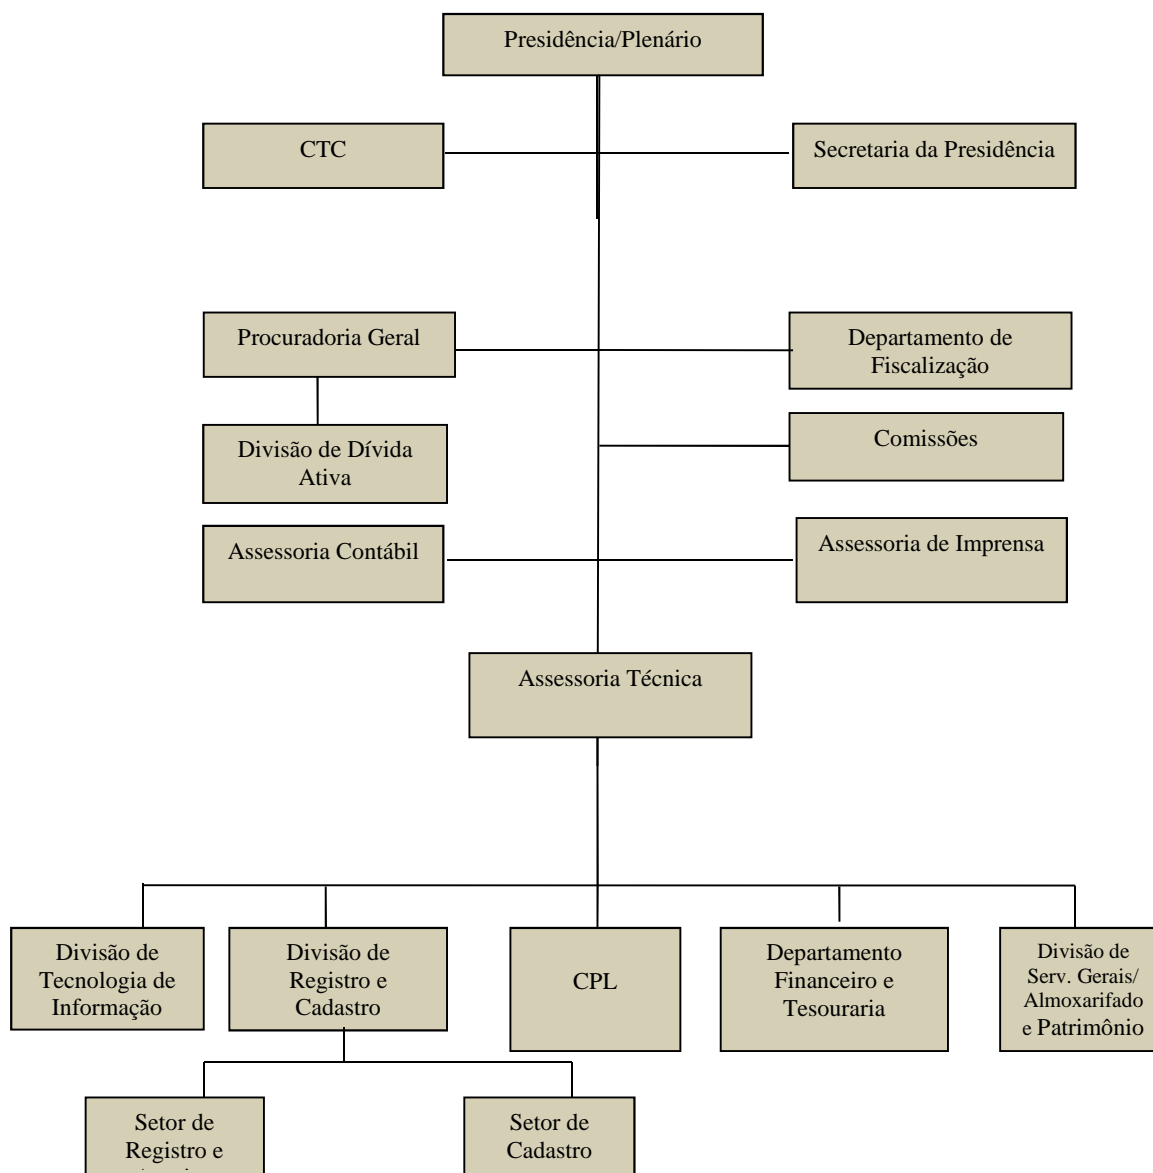 Presidência/Plenário
CTC
Secretaria da Presidência
Procuradoria Geral
Departamento de
Fiscalização
Divisão de Dívida
Ativa
Comissões
Assessoria Contábil
Assessoria de Imprensa
Assessoria Técnica
Divisão de
Tecnologia de
Informação
Divisão de
Registro e
Cadastro
CPL
Departamento
Financeiro e
Tesouraria
Divisão de
Serv. Gerais/
Almoxarifado
e Patrimônio
Setor de
Registro e
Setor de
Cadastro